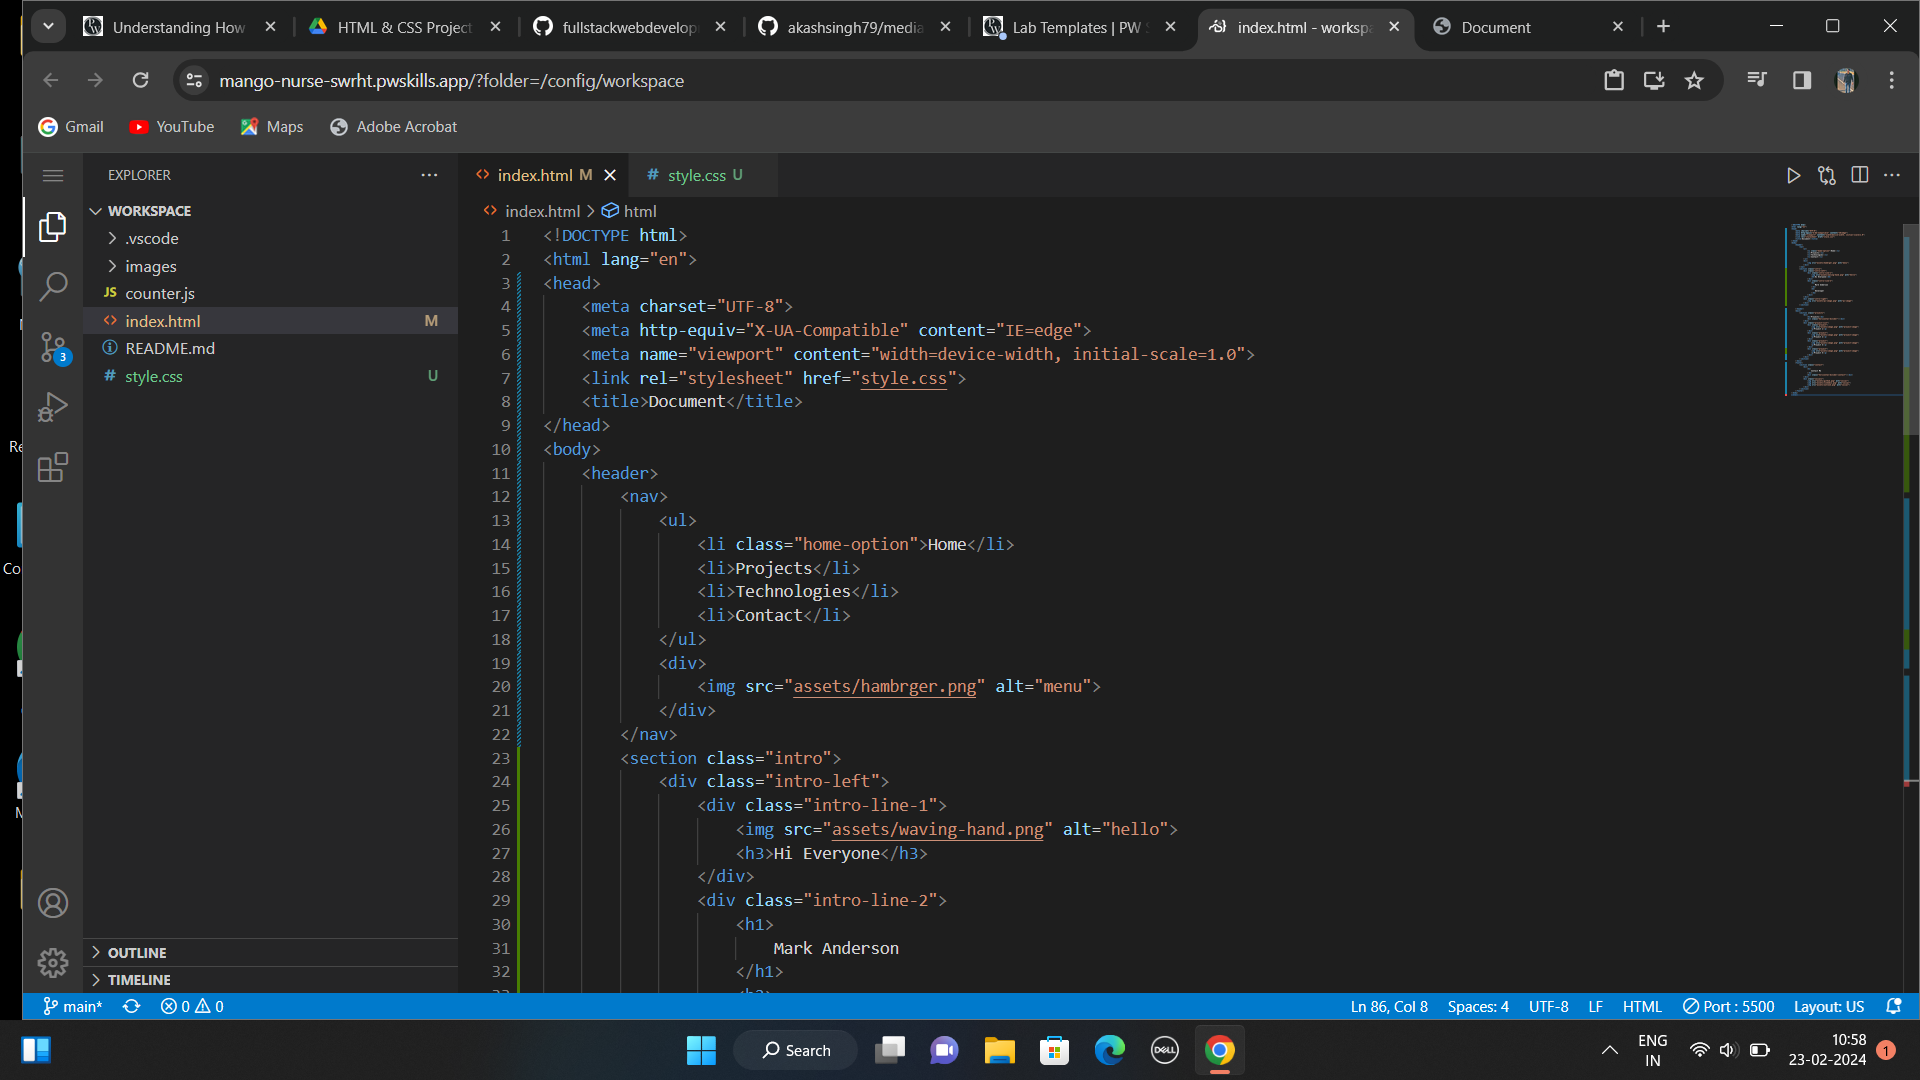 Understanding How
HTML & CSS Project
fullstackwebdevelop
akashsingh79/media
Lab Templates | PW S
index.html - workspa
Document
mango-nurse-swrht.pwskills.app/?folder=/config/workspace
Gmail
YouTube
Maps
Adobe Acrobat
EXPLORER
WORKSPACE
.vscode
images
JS counter.js
<> index.html M
README.md
# style.css U
3
OUTLINE
TIMELINE
<> index.html M
# style.css U
<> index.html > html
1 <!DOCTYPE html>
2 <html lang="en">
3 <head>
4 <meta charset="UTF-8">
5 <meta http-equiv="X-UA-Compatible" content="IE=edge">
6 <meta name="viewport" content="width=device-width, initial-scale=1.0">
7 <link rel="stylesheet" href="style.css">
8 <title>Document</title>
9 </head>
10 <body>
11 <header>
12 <nav>
13 <ul>
14 <li class="home-option">Home</li>
15 <li>Projects</li>
16 <li>Technologies</li>
17 <li>Contact</li>
18 </ul>
19 <div>
20 <img src="assets/hambrger.png" alt="menu">
21 </div>
22 </nav>
23 <section class="intro">
24 <div class="intro-left">
25 <div class="intro-line-1">
26 <img src="assets/waving-hand.png" alt="hello">
27 <h3>Hi Everyone</h3>
28 </div>
29 <div class="intro-line-2">
30 <h1>
31 Mark Anderson
32 </h1>
Re
Co
main*
0 0
Ln 86, Col 8
Spaces: 4
UTF-8
LF
HTML
Port : 5500
Layout: US
Search
DELL
ENG
IN
10:58
23-02-2024
1